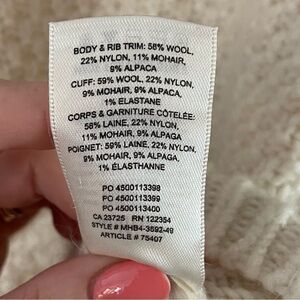 BODY & RIB TRIM: 58% WOOL,
22% NYLON, 11% MOHAIR,
9% ALPACA
CUFF: 59% WOOL, 22% NYLON,
9% MOHAIR, 9% ALPACA,
1% ELASTANE
CORPS & GARNITURE CÔTELÉE:
58% LAINE, 22% NYLON,
11% MOHAIR, 9% ALPAGA
POIGNET: 59% LAINE, 22% NYLON,
9% MOHAIR, 9% ALPAGA,
1% ÉLASTHANNE
PO 4500113398
PO 4500113399
PO 4500113400
CA 23725 RN 122354
STYLE # MHB4-3692-49
ARTICLE # 75407